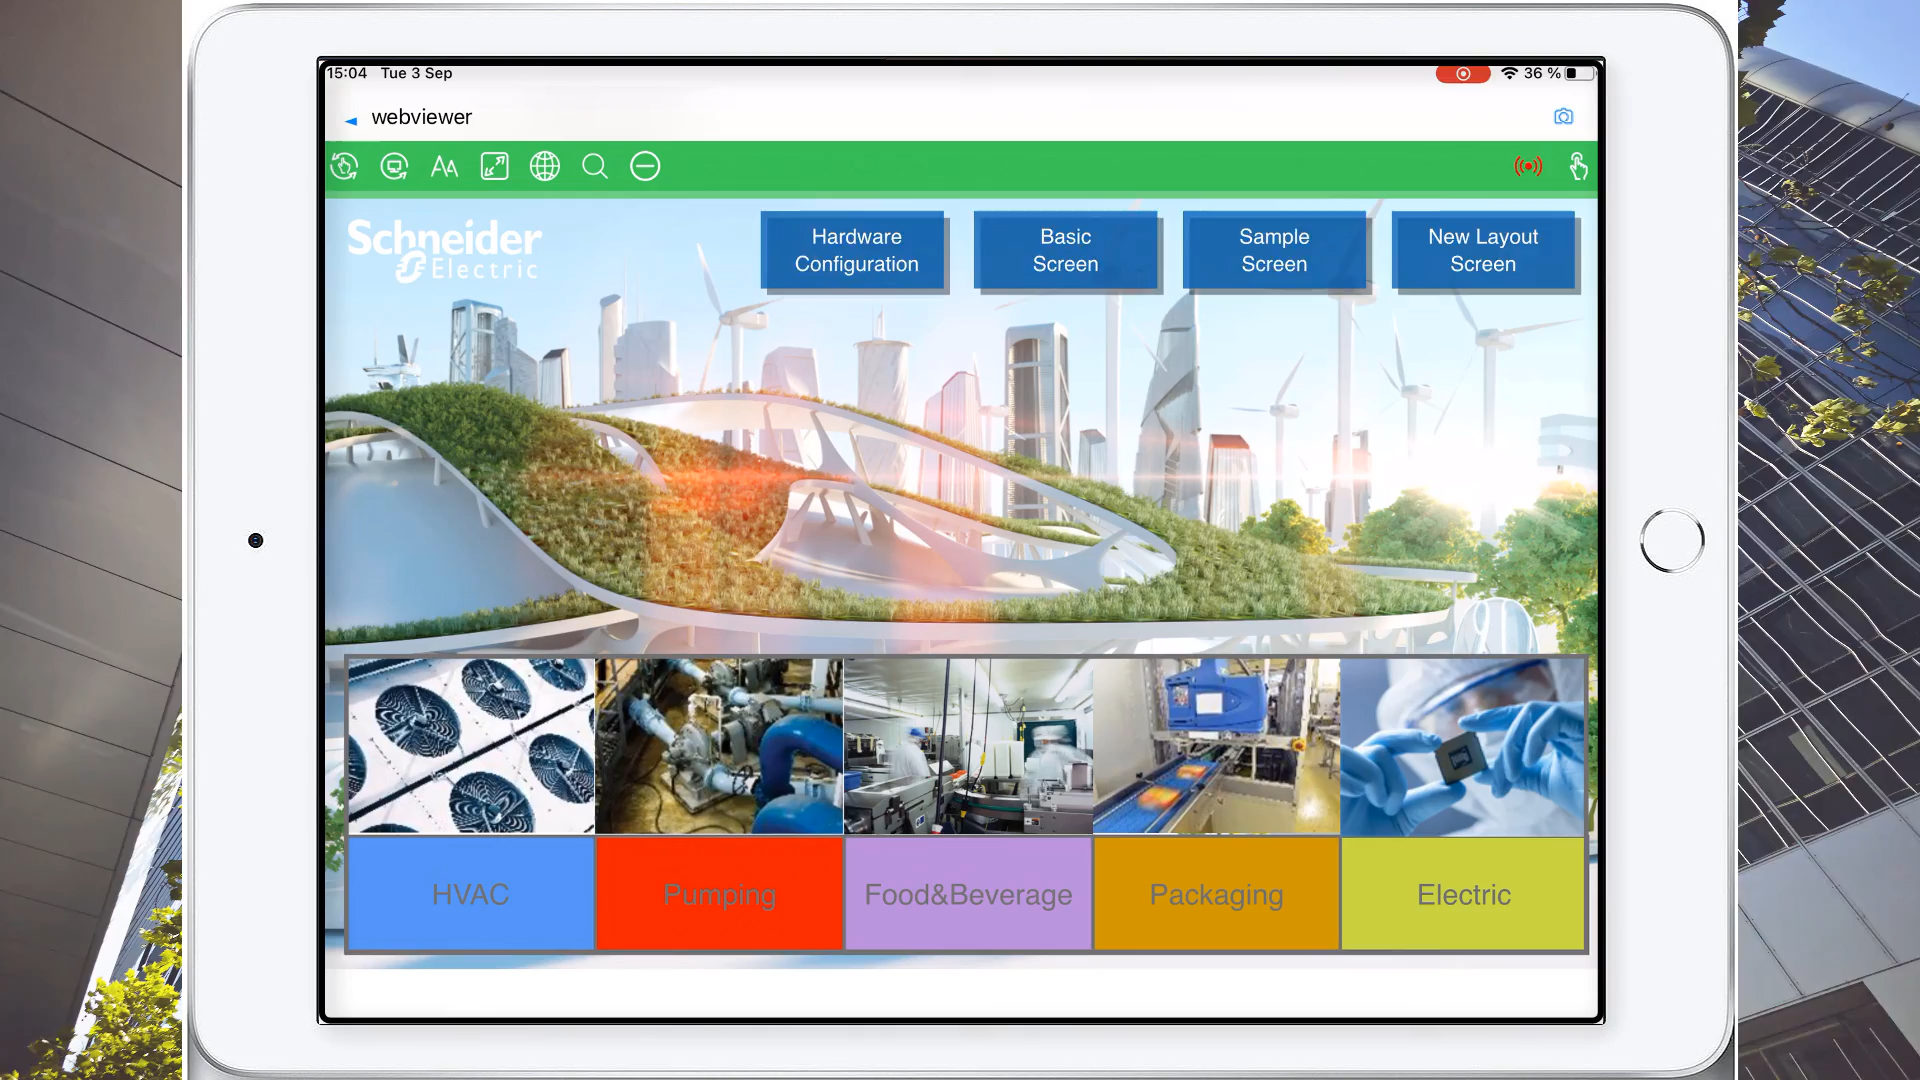 15:04 Tue 3 Sep 36 %
webviewer
AA
Schneider
Electric
Hardware
Configuration
Basic
Screen
Sample
Screen
New Layout
Screen
HVAC
Pumping
Food&Beverage
Packaging
Electric